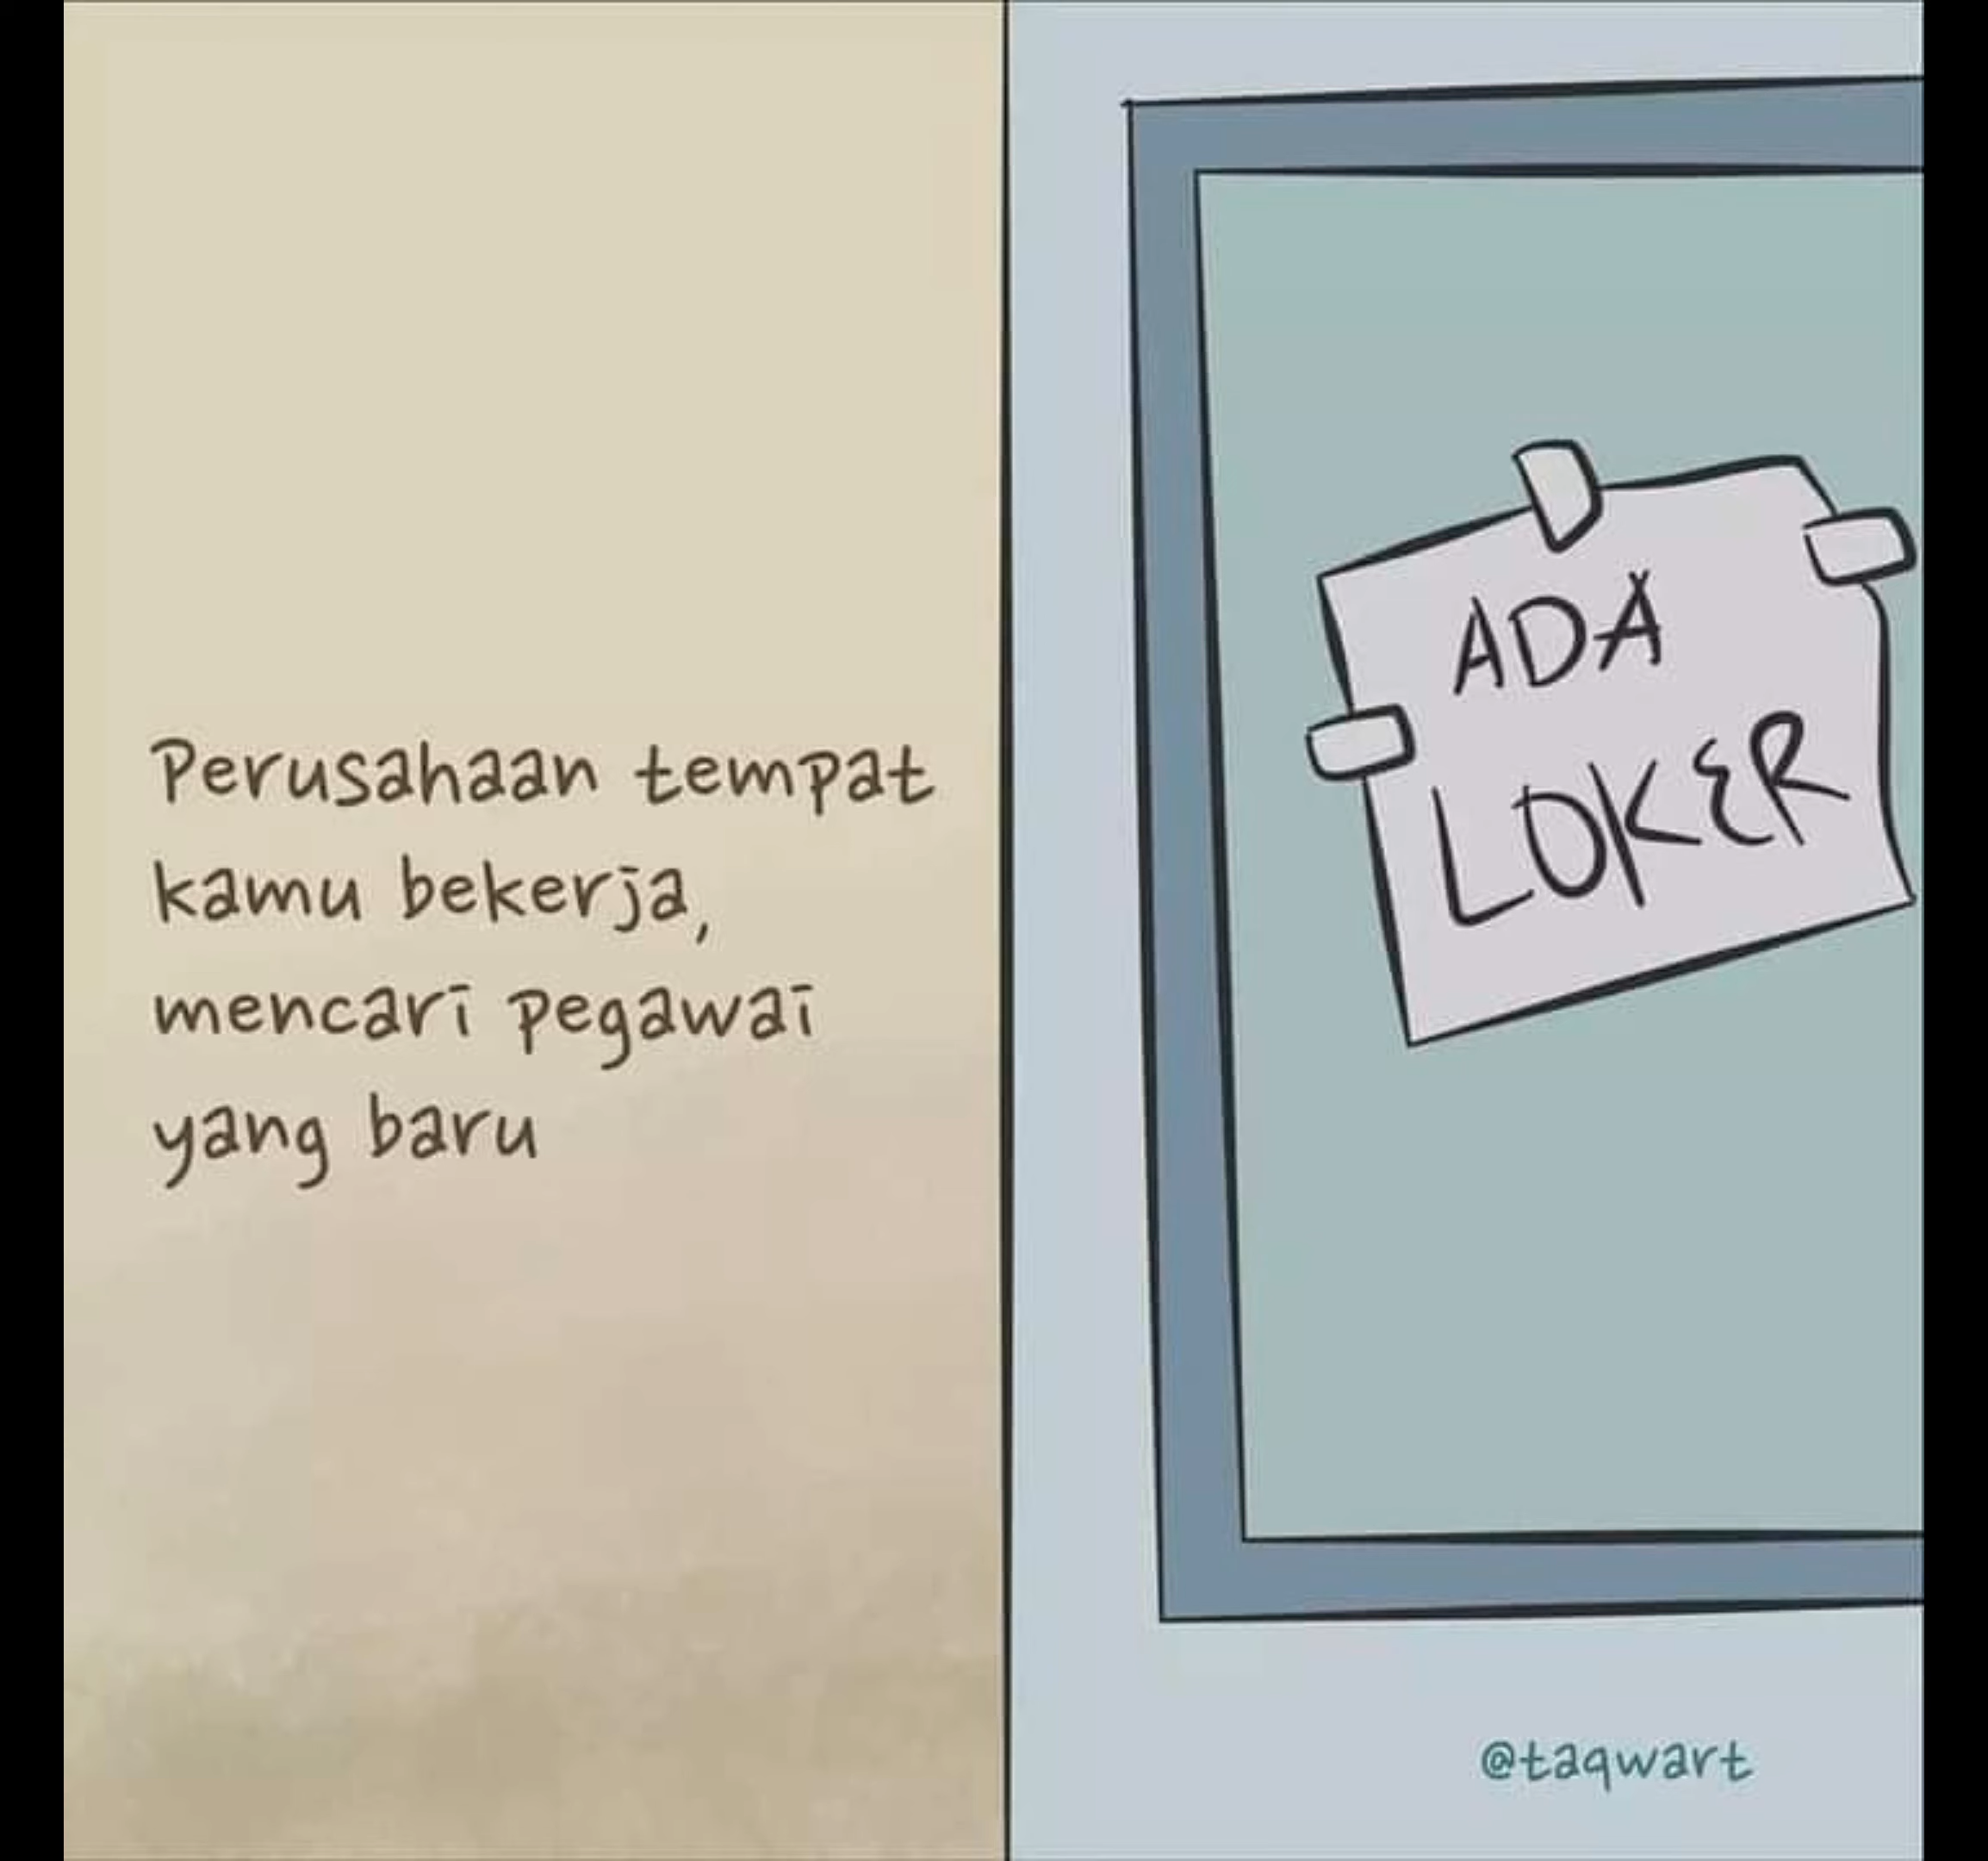 Perusahaan tempat
kamu bekerja,
mencari pegawai
yang baru
ADA
LOKER
@taqwart